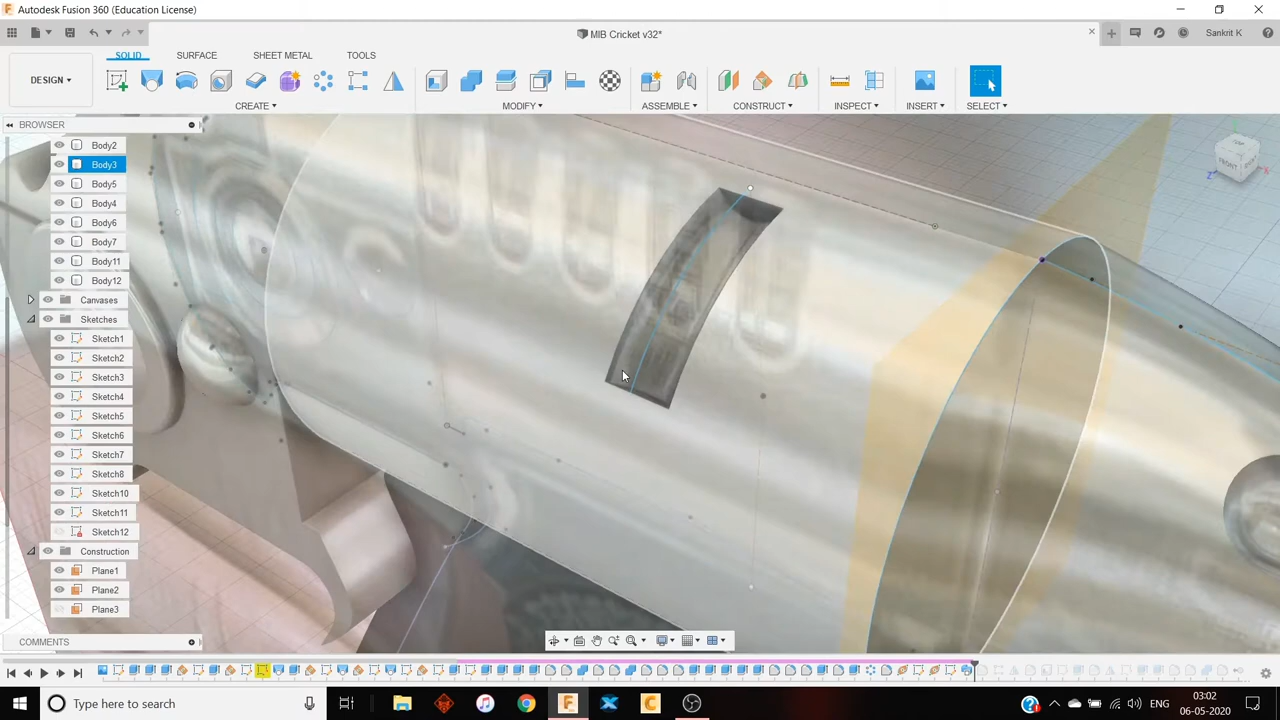 Autodesk Fusion 360 (Education License)
MIB Cricket v32*
Sankrit K
SOLID SURFACE SHEET METAL TOOLS
DESIGN
CREATE MODIFY ASSEMBLE CONSTRUCT INSPECT INSERT SELECT
BROWSER
Body2
Body3
Body5
Body4
Body6
Body7
Body11
Body12
Canvases
Sketches
Sketch1
Sketch2
Sketch3
Sketch4
Sketch5
Sketch6
Sketch7
Sketch8
Sketch10
Sketch11
Sketch12
Construction
Plane1
Plane2
Plane3
COMMENTS
Type here to search
ENG
03:02
06-05-2020